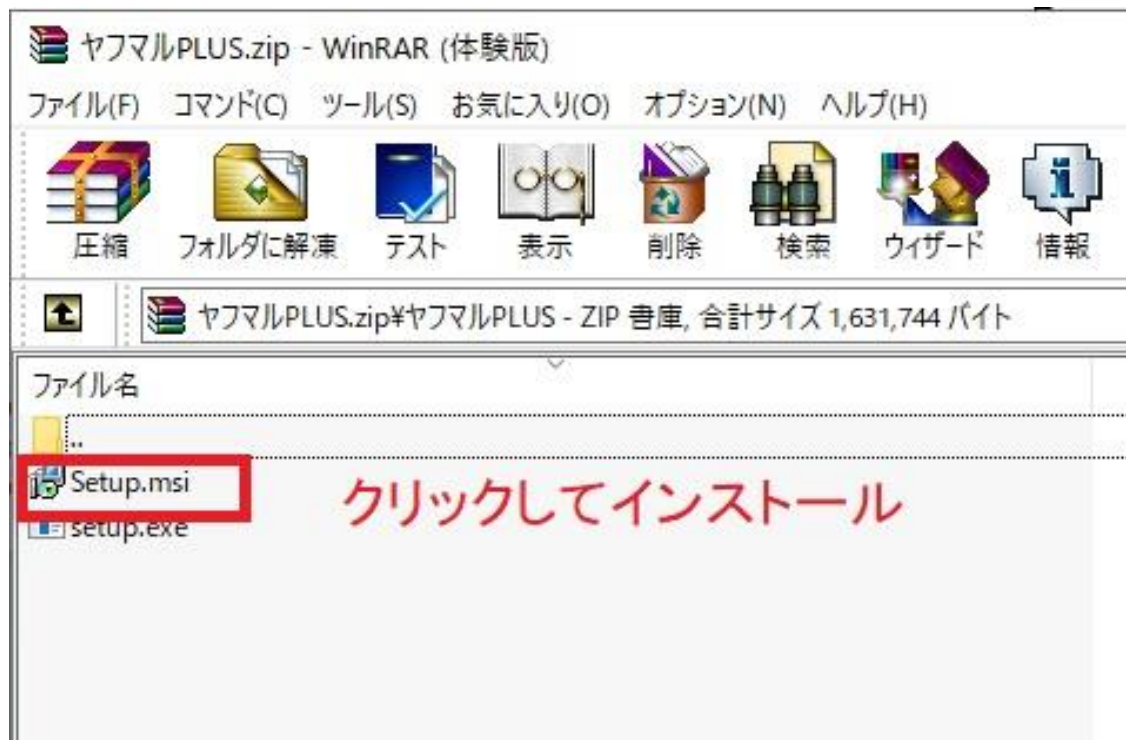 ヤフマルPLUS.zip - WinRAR (体験版)
ファイル(F) コマンド(C) ツール(S) お気に入り(O) オプション(N) ヘルプ(H)
圧縮 フォルダに解凍 テスト 表示 削除 検索 ウィザード 情報
ヤフマルPLUS.zip¥ヤフマルPLUS - ZIP 書庫, 合計サイズ 1,631,744 バイト
ファイル名
..
Setup.msi クリックしてインストール
setup.exe